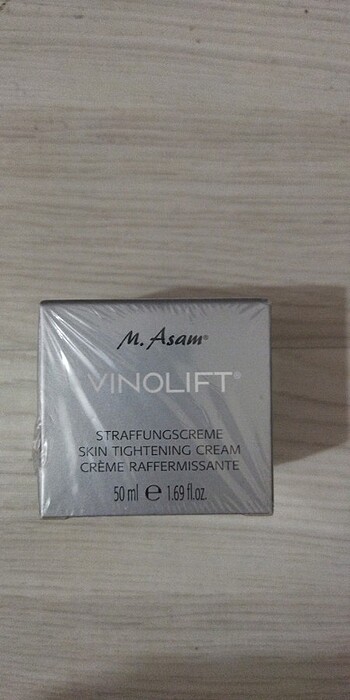 M. Asam®
VINOLIFT®
STRAFFUNGSCREME
SKIN TIGHTENING CREAM
CRÈME RAFFERMISSANTE
50 ml ℮ 1.69 fl.oz.